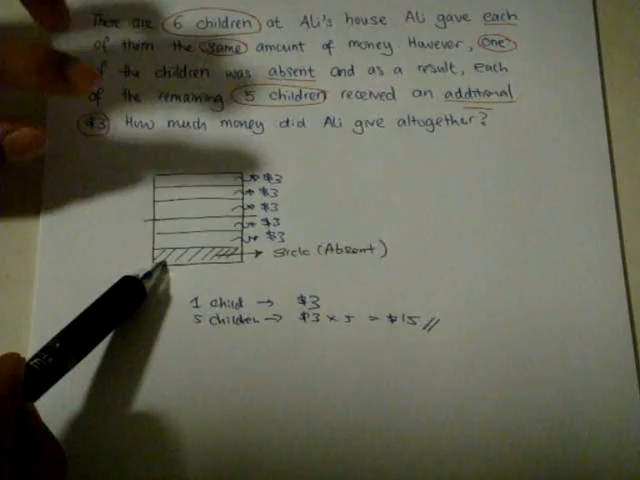 There are 6 children at Ali's house Ali gave each
of them the same amount of money. However, one
of the children was absent and as a result, each
of the remaining 5 children received an additional
$3 How much money did Ali give altogether?
$3
$3
$3
$3
$3
Sick (Absent)
1 child → $3
5 children → $3 × 5 = $15 //